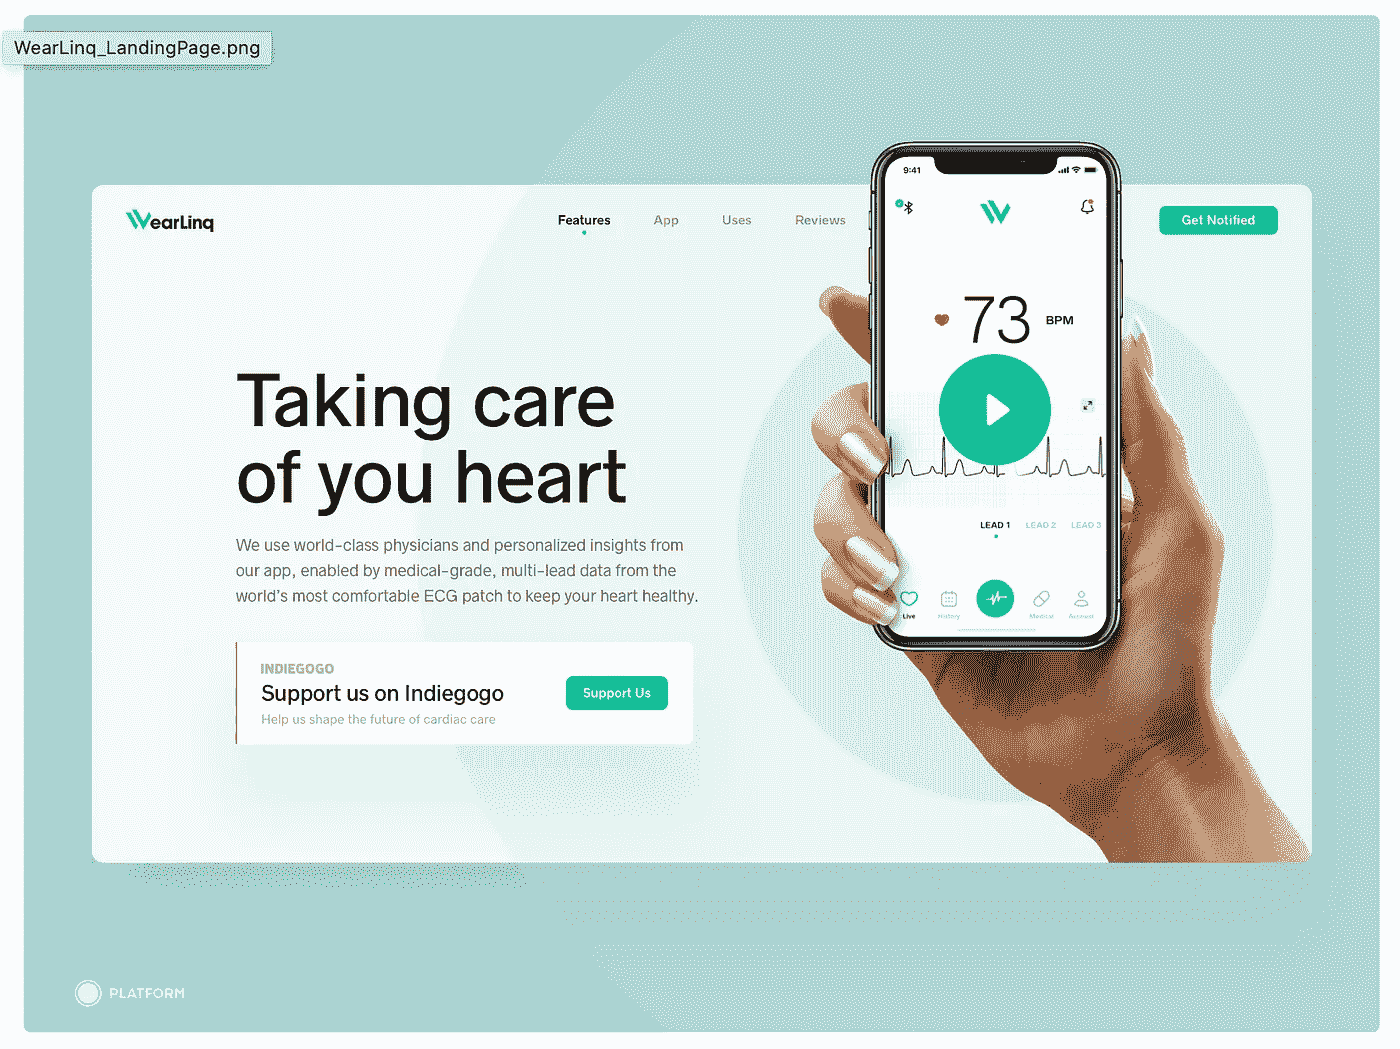 WearLinq_LandingPage.png
WearLinq
Features
App
Uses
Reviews
Get Notified
Taking care
of you heart
We use world-class physicians and personalized insights from
our app, enabled by medical-grade, multi-lead data from the
world's most comfortable ECG patch to keep your heart healthy.
INDIEGOGO
Support us on Indiegogo
Help us shape the future of cardiac care
Support Us
9:41
73 BPM
LEAD 1 LEAD 2 LEAD 3
Live History Medical Account
PLATFORM